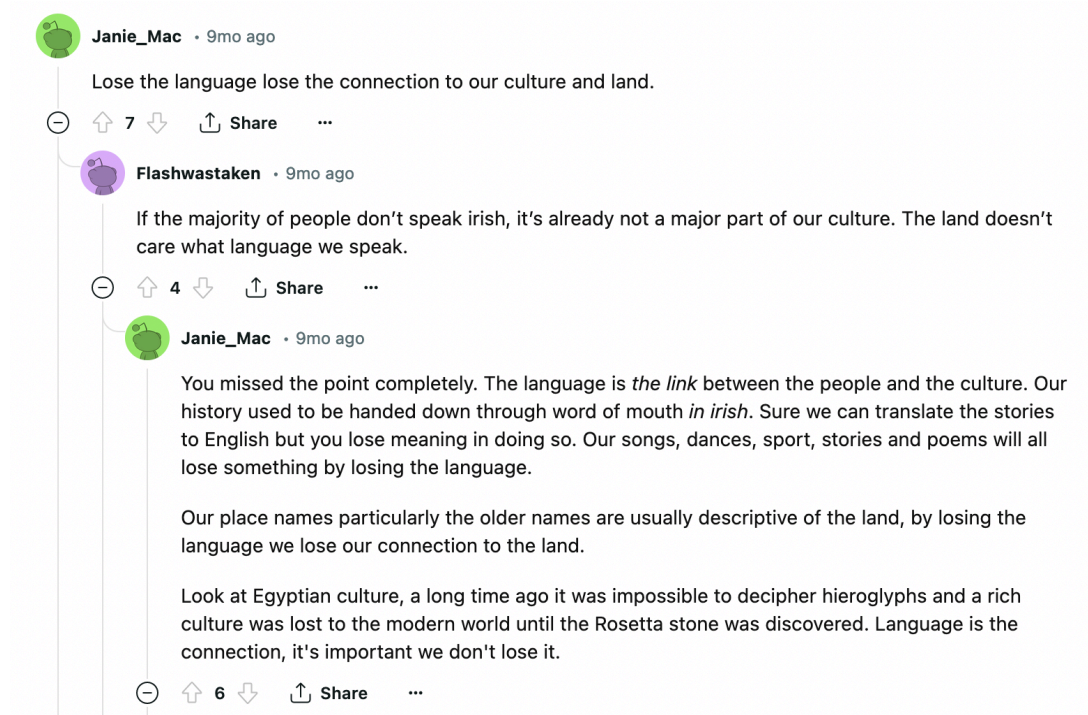 Janie_Mac • 9mo ago
Lose the language lose the connection to our culture and land.
7 Share ...
Flashwastaken • 9mo ago
If the majority of people don’t speak irish, it’s already not a major part of our culture. The land doesn’t
care what language we speak.
4 Share ...
Janie_Mac • 9mo ago
You missed the point completely. The language is the link between the people and the culture. Our
history used to be handed down through word of mouth in irish. Sure we can translate the stories
to English but you lose meaning in doing so. Our songs, dances, sport, stories and poems will all
lose something by losing the language.
Our place names particularly the older names are usually descriptive of the land, by losing the
language we lose our connection to the land.
Look at Egyptian culture, a long time ago it was impossible to decipher hieroglyphs and a rich
culture was lost to the modern world until the Rosetta stone was discovered. Language is the
connection, it's important we don't lose it.
6 Share ...